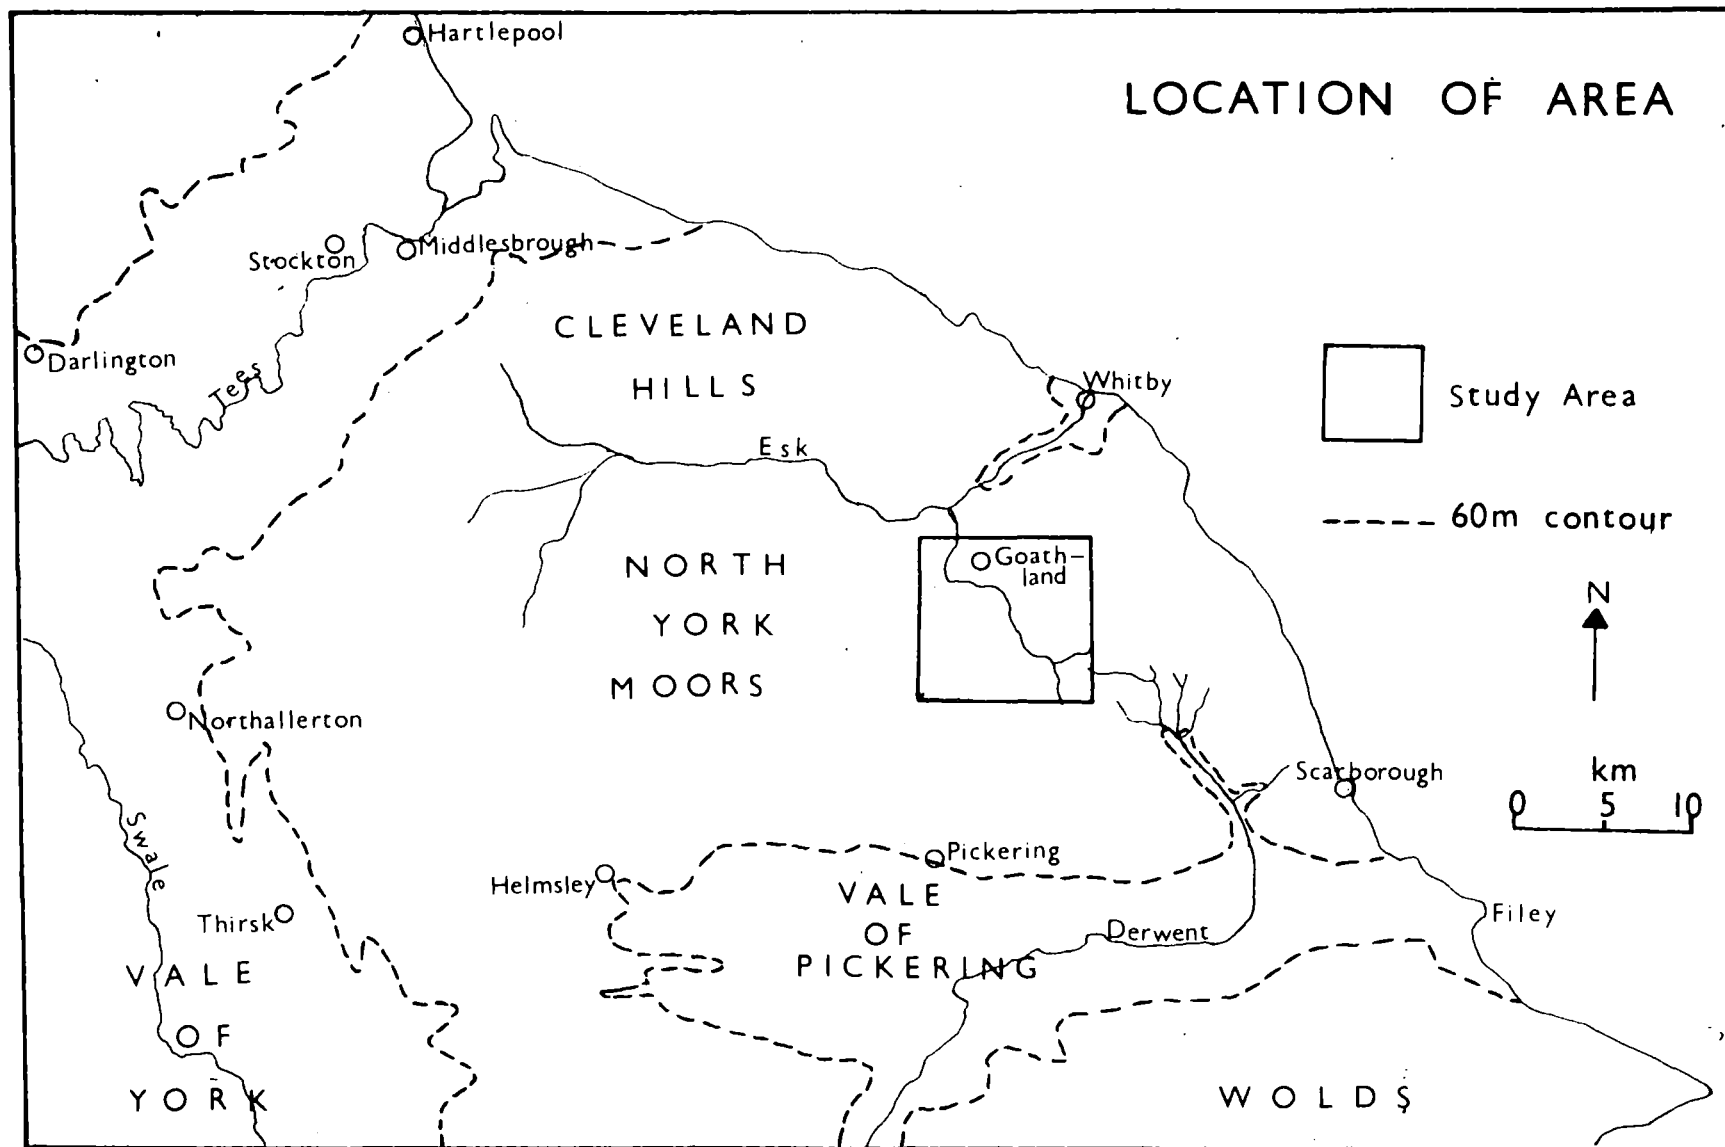 Hartlepool
LOCATION OF AREA
Stockton
Middlesbrough
CLEVELAND
HILLS
Darlington
Tees
Whitby
Study Area
Esk
60m contour
NORTH
YORK
MOORS
Goath-
land
N
Northallerton
Scarborough
km
0 5 10
Swale
Pickering
Helmsley
VALE
OF
PICKERING
Derwent
Filey
Thirsk
VALE
OF
YORK
WOLDS